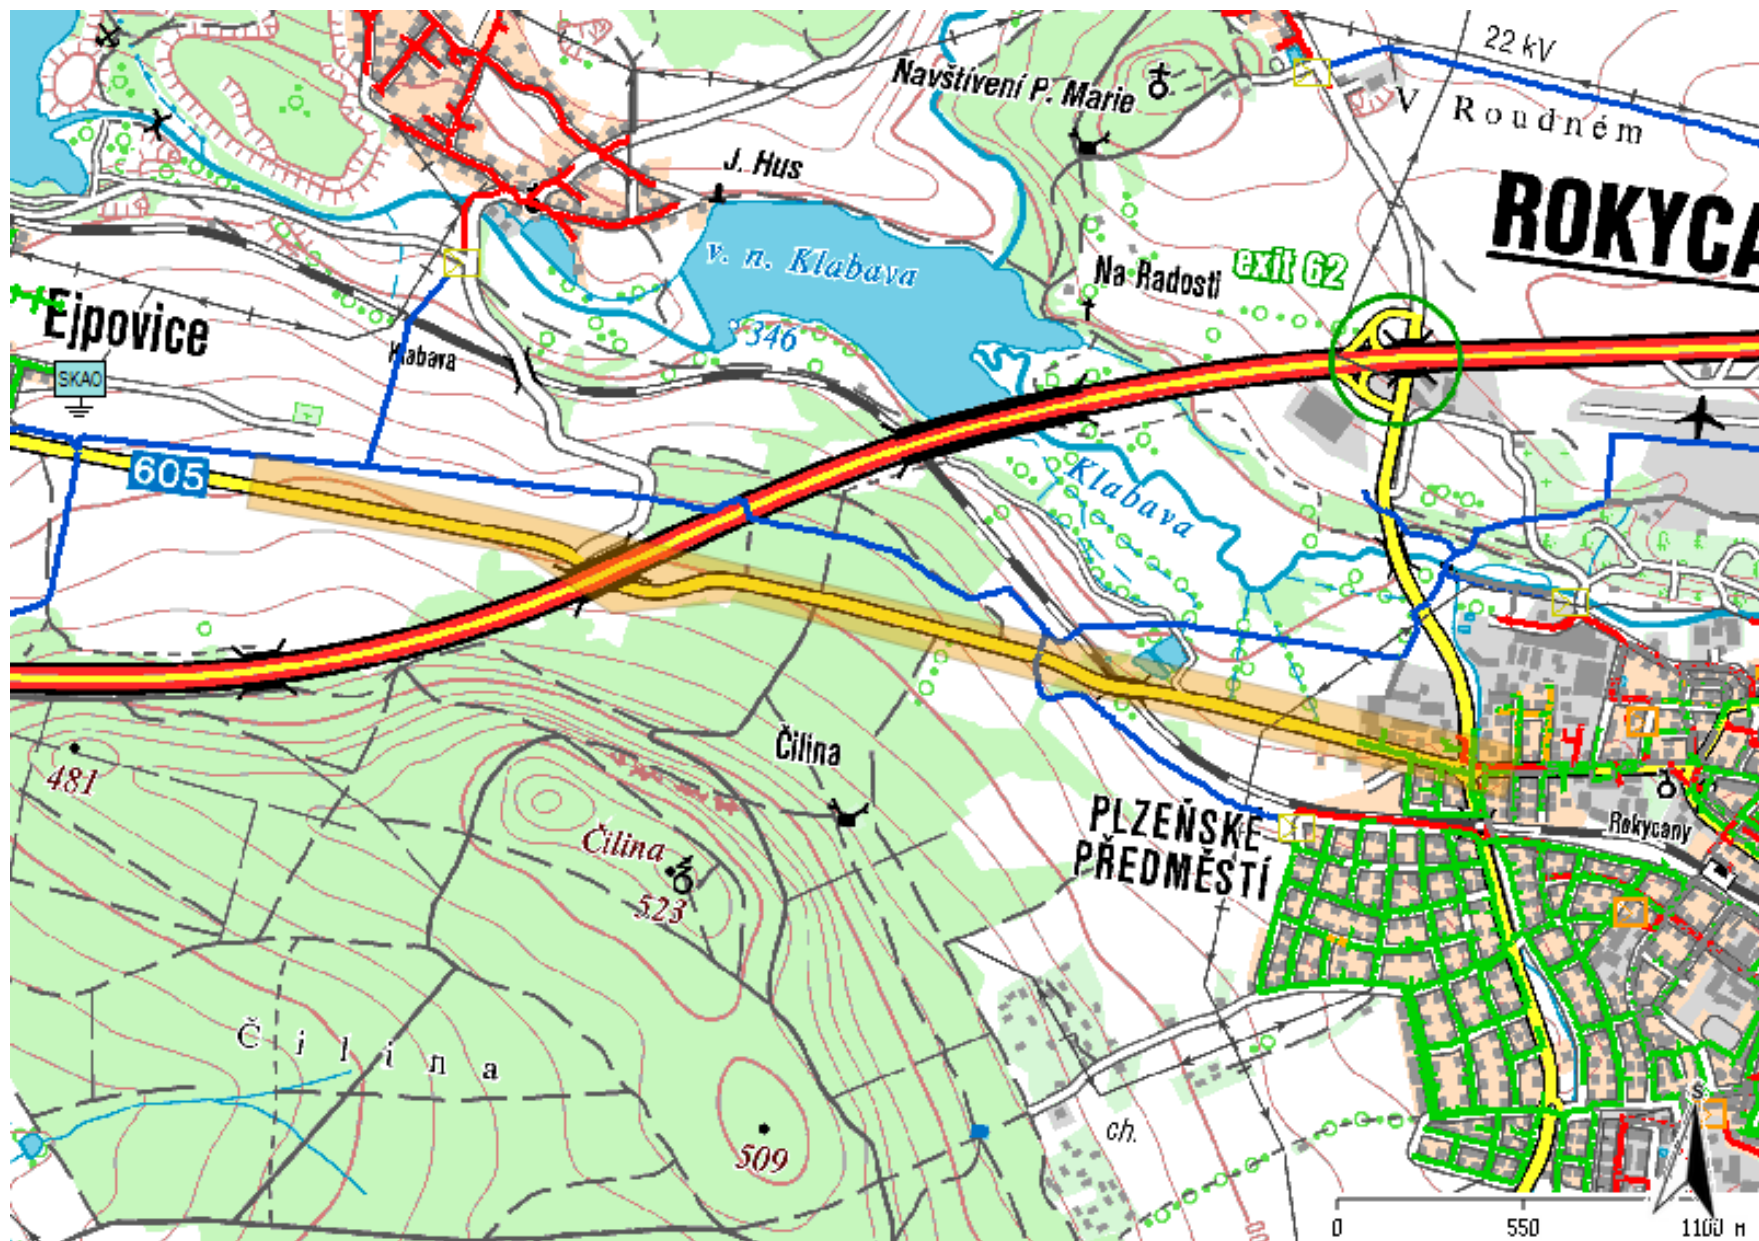 22 kV
Navštívení P. Marie
V Roudném
J. Hus
ROKYCA
v. n. Klabava
Na Radosti
exit 62
Ejpovice
346
Klabava
SKAO
605
Klabava
Čilina
481
PLZEŇSKÉ
PŘEDMĚSTÍ
Rokycany
Čilina
523
Čilina
509
ch.
S
0 550 1100 M